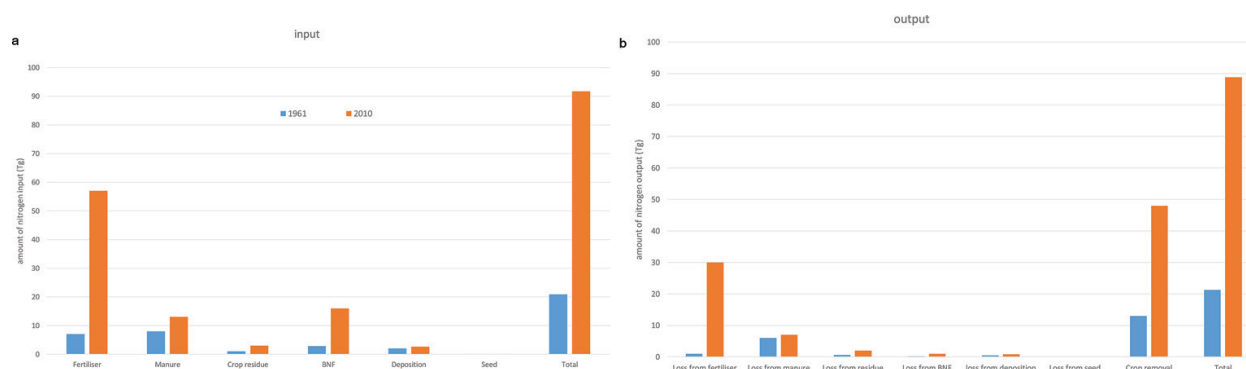 a
input
100
90
80
70
60
50
40
30
20
10
0
amount of nitrogen input (Tg)
1961 2010
Fertiliser Manure Crop residue BNF Deposition Seed Total
b
output
100
90
80
70
60
50
40
30
20
10
0
amount of nitrogen output (Tg)
Loss from fertiliser Loss from manure Loss from residue Loss from BNF loss from deposition Loss from seed Crop removal Total